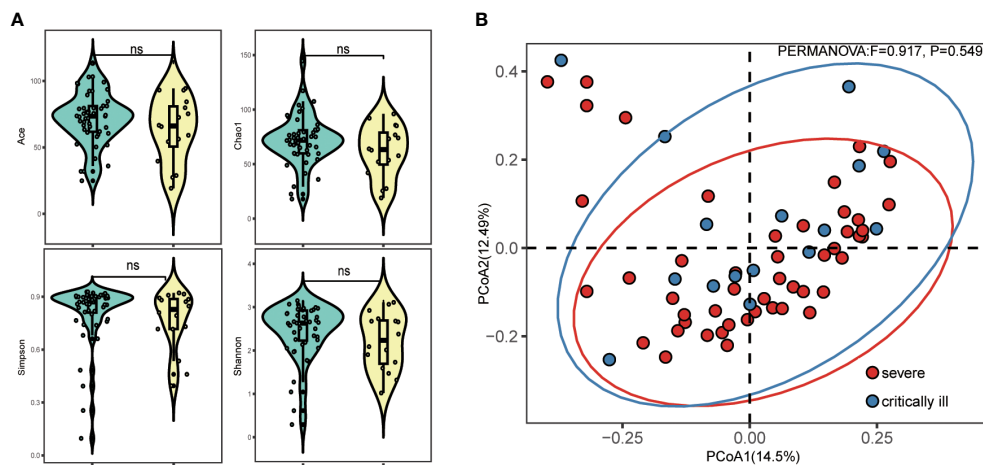 A
ns
Ace
100
50
0
ns
Chao1
150
100
50
0
ns
Simpson
0.9
0.6
0.3
0.0
ns
Shannon
4
3
2
1
0
B
PERMANOVA:F=0.917, P=0.549
PCoA2(12.49%)
0.4
0.2
0.0
−0.2
severe
critically ill
−0.25
0.00
0.25
PCoA1(14.5%)